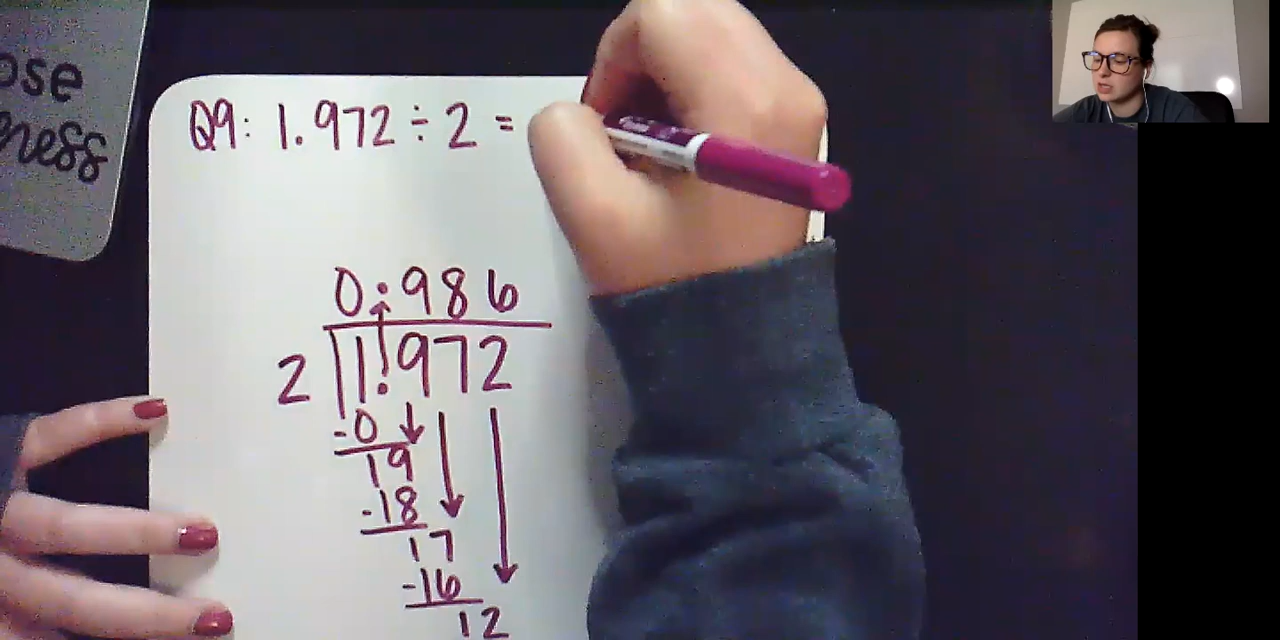 ose
ness
Q9: 1.972 ÷ 2 =
0.986
2 1.972
-0
19
-18
17
-16
12